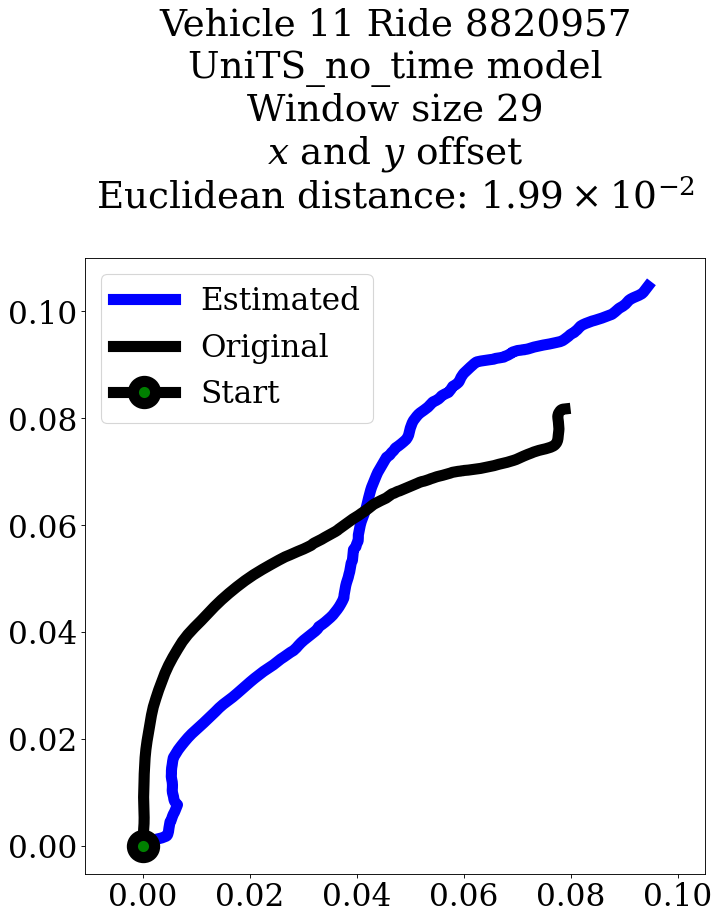 Vehicle 11 Ride 8820957
UniTS_no_time model
Window size 29
x and y offset
Euclidean distance: 1.99 × 10⁻²
Estimated
Original
Start
0.10
0.08
0.06
0.04
0.02
0.00
0.00 0.02 0.04 0.06 0.08 0.10